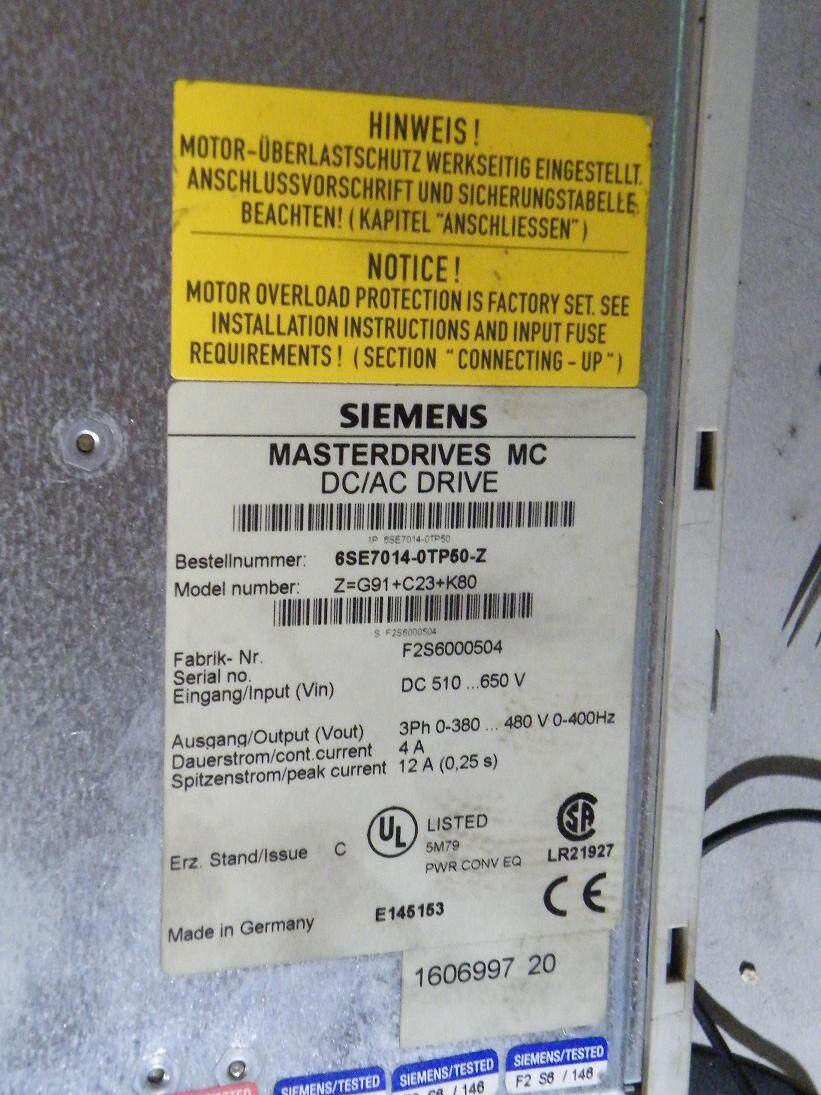 HINWEIS!
MOTOR-ÜBERLASTSCHUTZ WERKSEITIG EINGESTELLT.
ANSCHLUSSVORSCHRIFT UND SICHERUNGSTABELLE
BEACHTEN! (KAPITEL "ANSCHLIESSEN")
NOTICE!
MOTOR OVERLOAD PROTECTION IS FACTORY SET. SEE
INSTALLATION INSTRUCTIONS AND INPUT FUSE
REQUIREMENTS! (SECTION "CONNECTING - UP")
SIEMENS
MASTERDRIVES MC
DC/AC DRIVE
1P 6SE7014-0TP50
Bestellnummer: 6SE7014-0TP50-Z
Model number: Z=G91+C23+K80
S F2S6000504
Fabrik- Nr. F2S6000504
Serial no.
Eingang/Input (Vin) DC 510 ...650 V
Ausgang/Output (Vout) 3Ph 0-380 ... 480 V 0-400Hz
Dauerstrom/cont.current 4 A
Spitzenstrom/peak current 12 A (0,25 s)
Erz. Stand/Issue C
UL LISTED
5M79
PWR CONV EQ
SA
LR21927
Made in Germany E145153
CE
1606997 20
SIEMENS/TESTED
SIEMENS/TESTED
/ 146
SIEMENS/TESTED
F2 S6 / 146